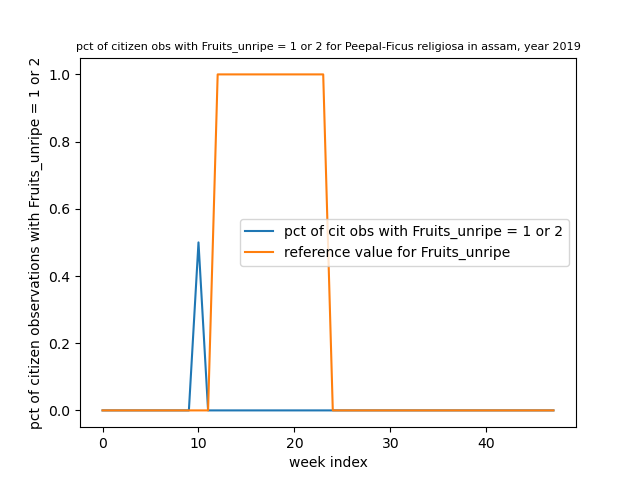 pct of citizen obs with Fruits_unripe = 1 or 2 for Peepal-Ficus religiosa in assam, year 2019
pct of citizen observations with Fruits_unripe = 1 or 2
1.0
0.8
0.6
0.4
0.2
0.0
pct of cit obs with Fruits_unripe = 1 or 2
reference value for Fruits_unripe
0 10 20 30 40
week index